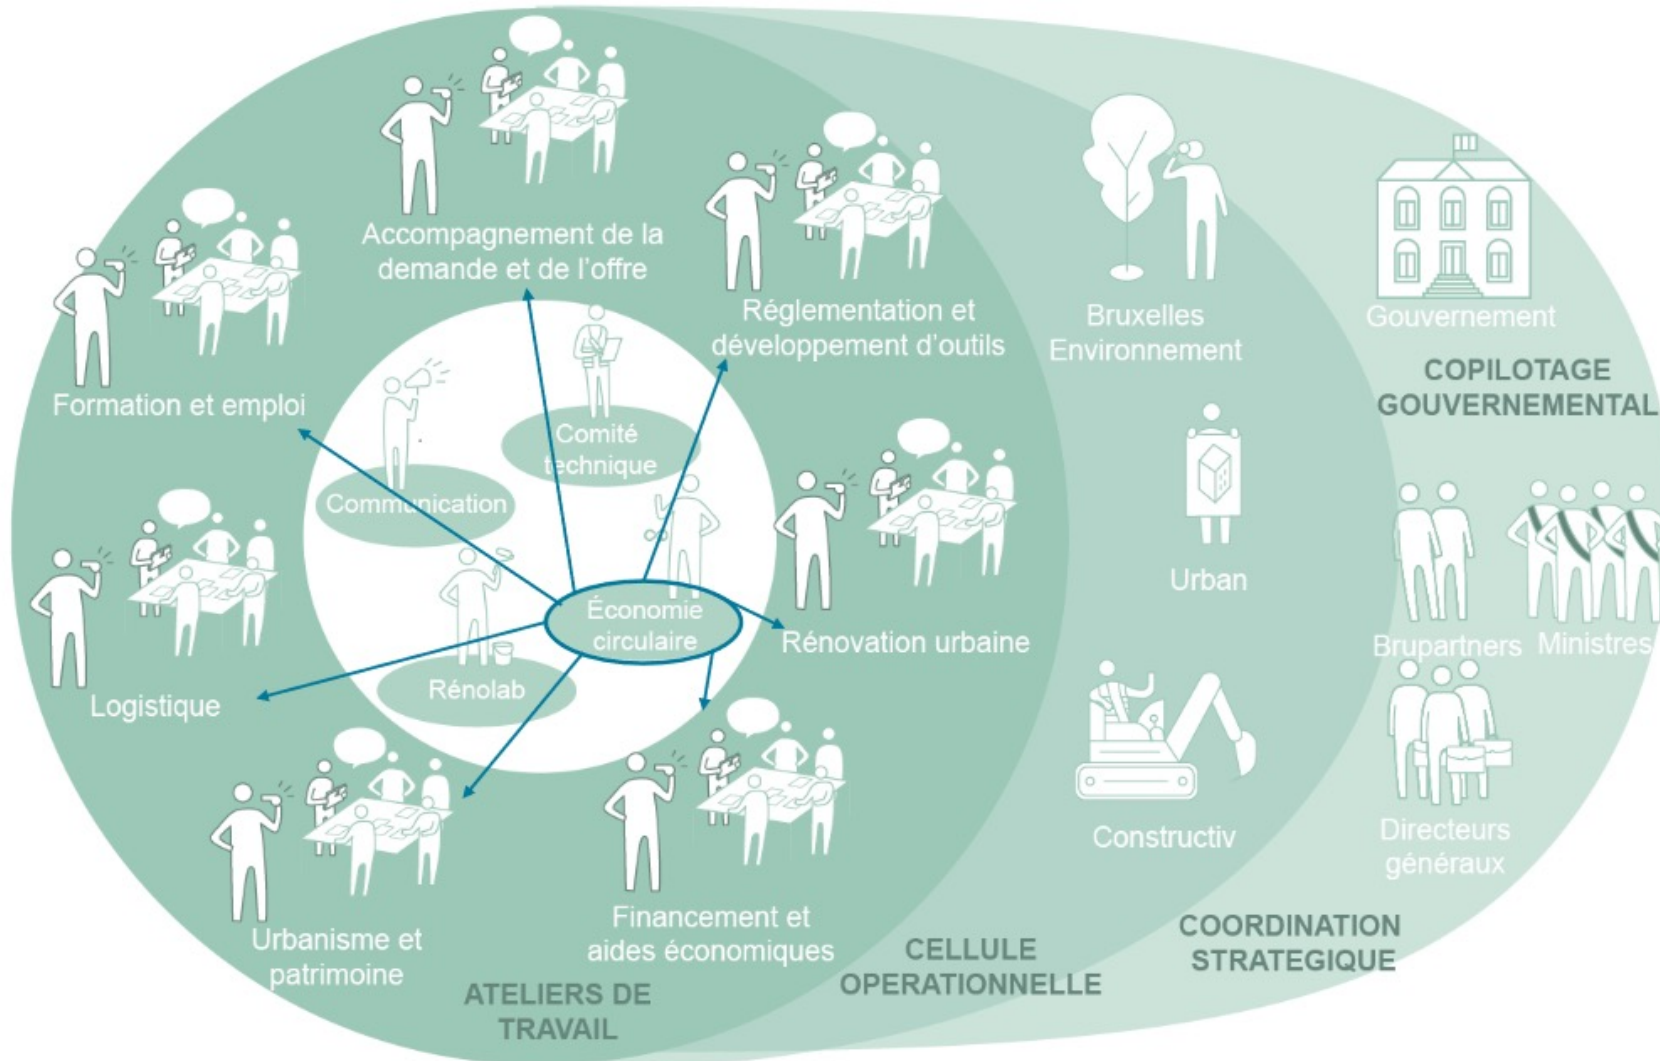 Accompagnement de la
demande et de l'offre
Réglementation et
développement d'outils
Formation et emploi
Comité
technique
Communication
Économie
circulaire
Rénolab
Rénovation urbaine
Logistique
Urbanisme et
patrimoine
Financement et
aides économiques
ATELIERS DE
TRAVAIL
CELLULE
OPERATIONNELLE
Bruxelles
Environnement
Urban
Constructiv
COORDINATION
STRATEGIQUE
Gouvernement
COPILOTAGE
GOUVERNEMENTAL
Brupartners
Ministres
Directeurs
généraux